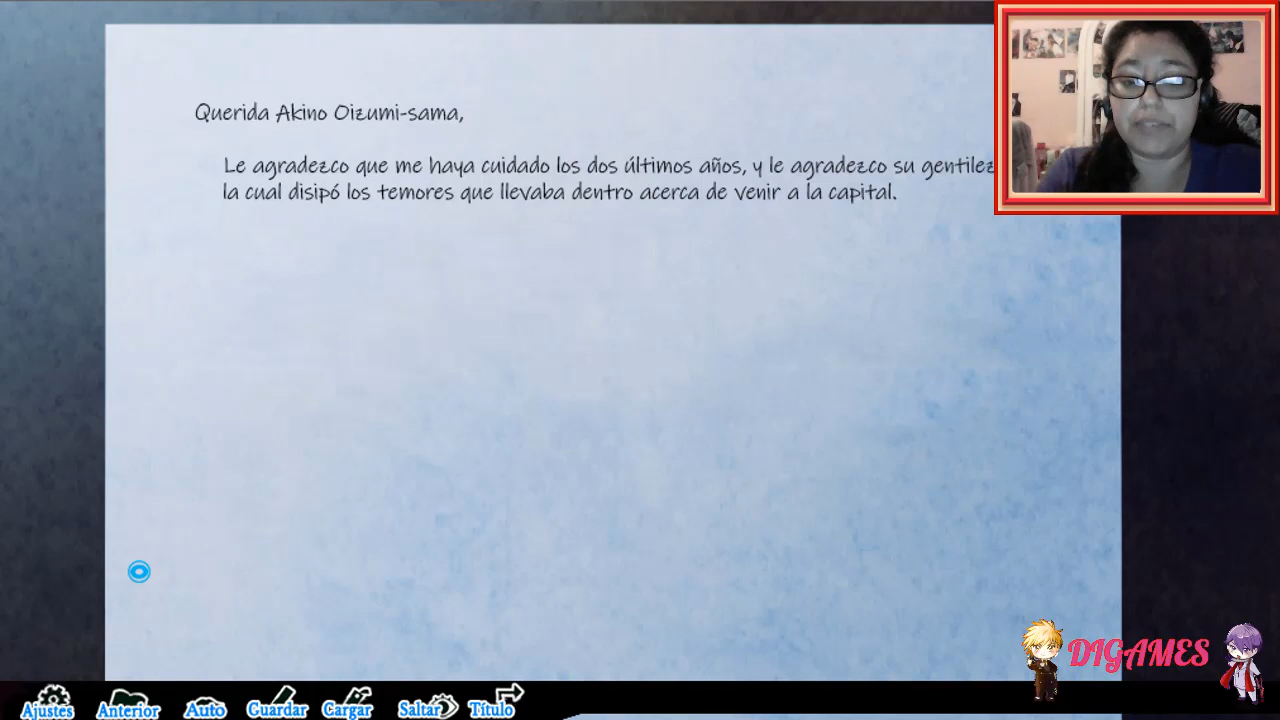 Querida Akino Oizumi-sama,
Le agradezco que me haya cuidado los dos últimos años, y le agradezco su
la cual disipó los temores que llevaba dentro acerca de venir a la capital.
DIGAMES
Ajustes Anterior Auto Guardar Cargar Saltar Título